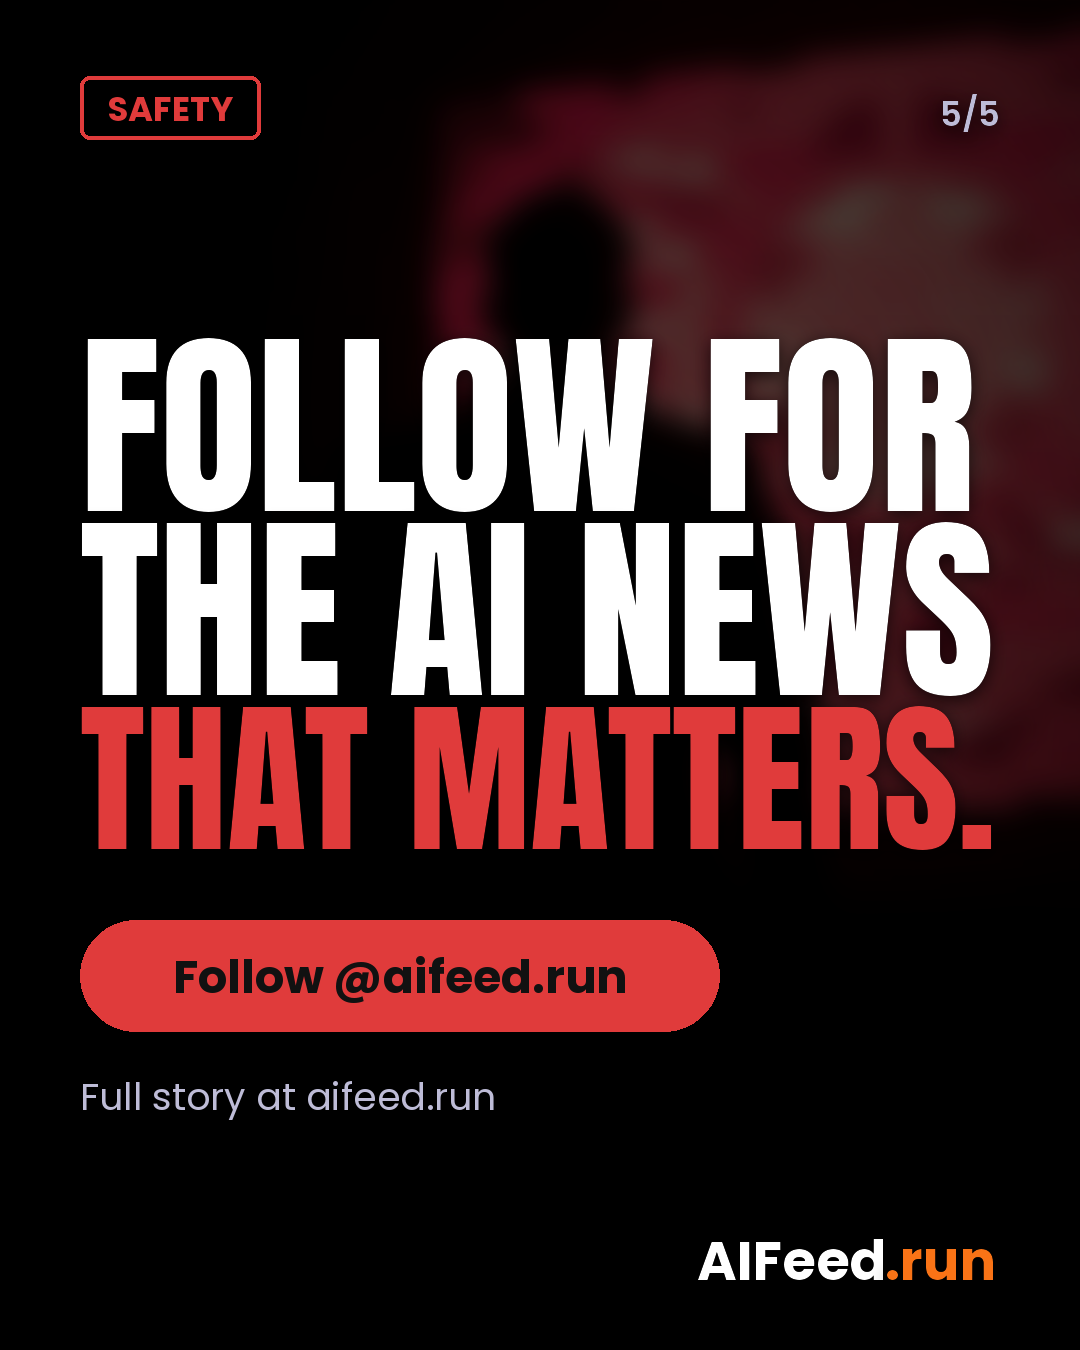 SAFETY
5/5
FOLLOW FOR
THE AI NEWS
THAT MATTERS.
Follow @aifeed.run
Full story at aifeed.run
AIFeed.run